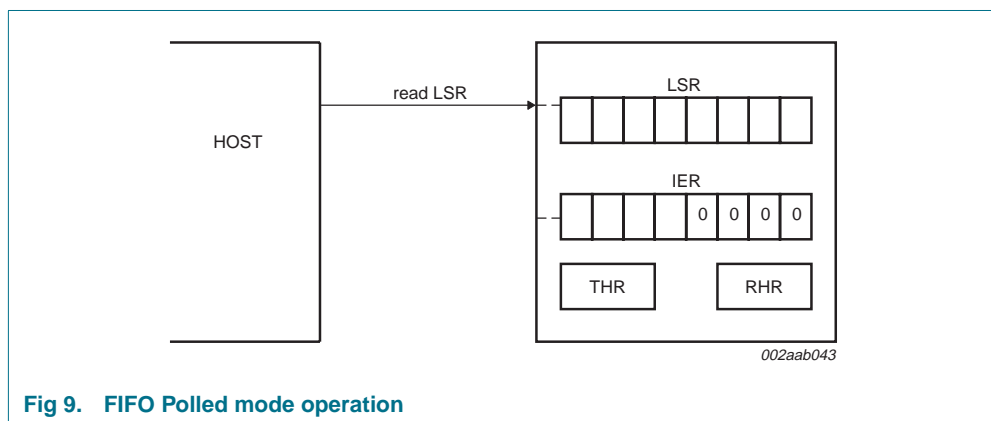 read LSR
LSR
HOST
IER
0 0 0 0
THR RHR
002aab043
Fig 9. FIFO Polled mode operation